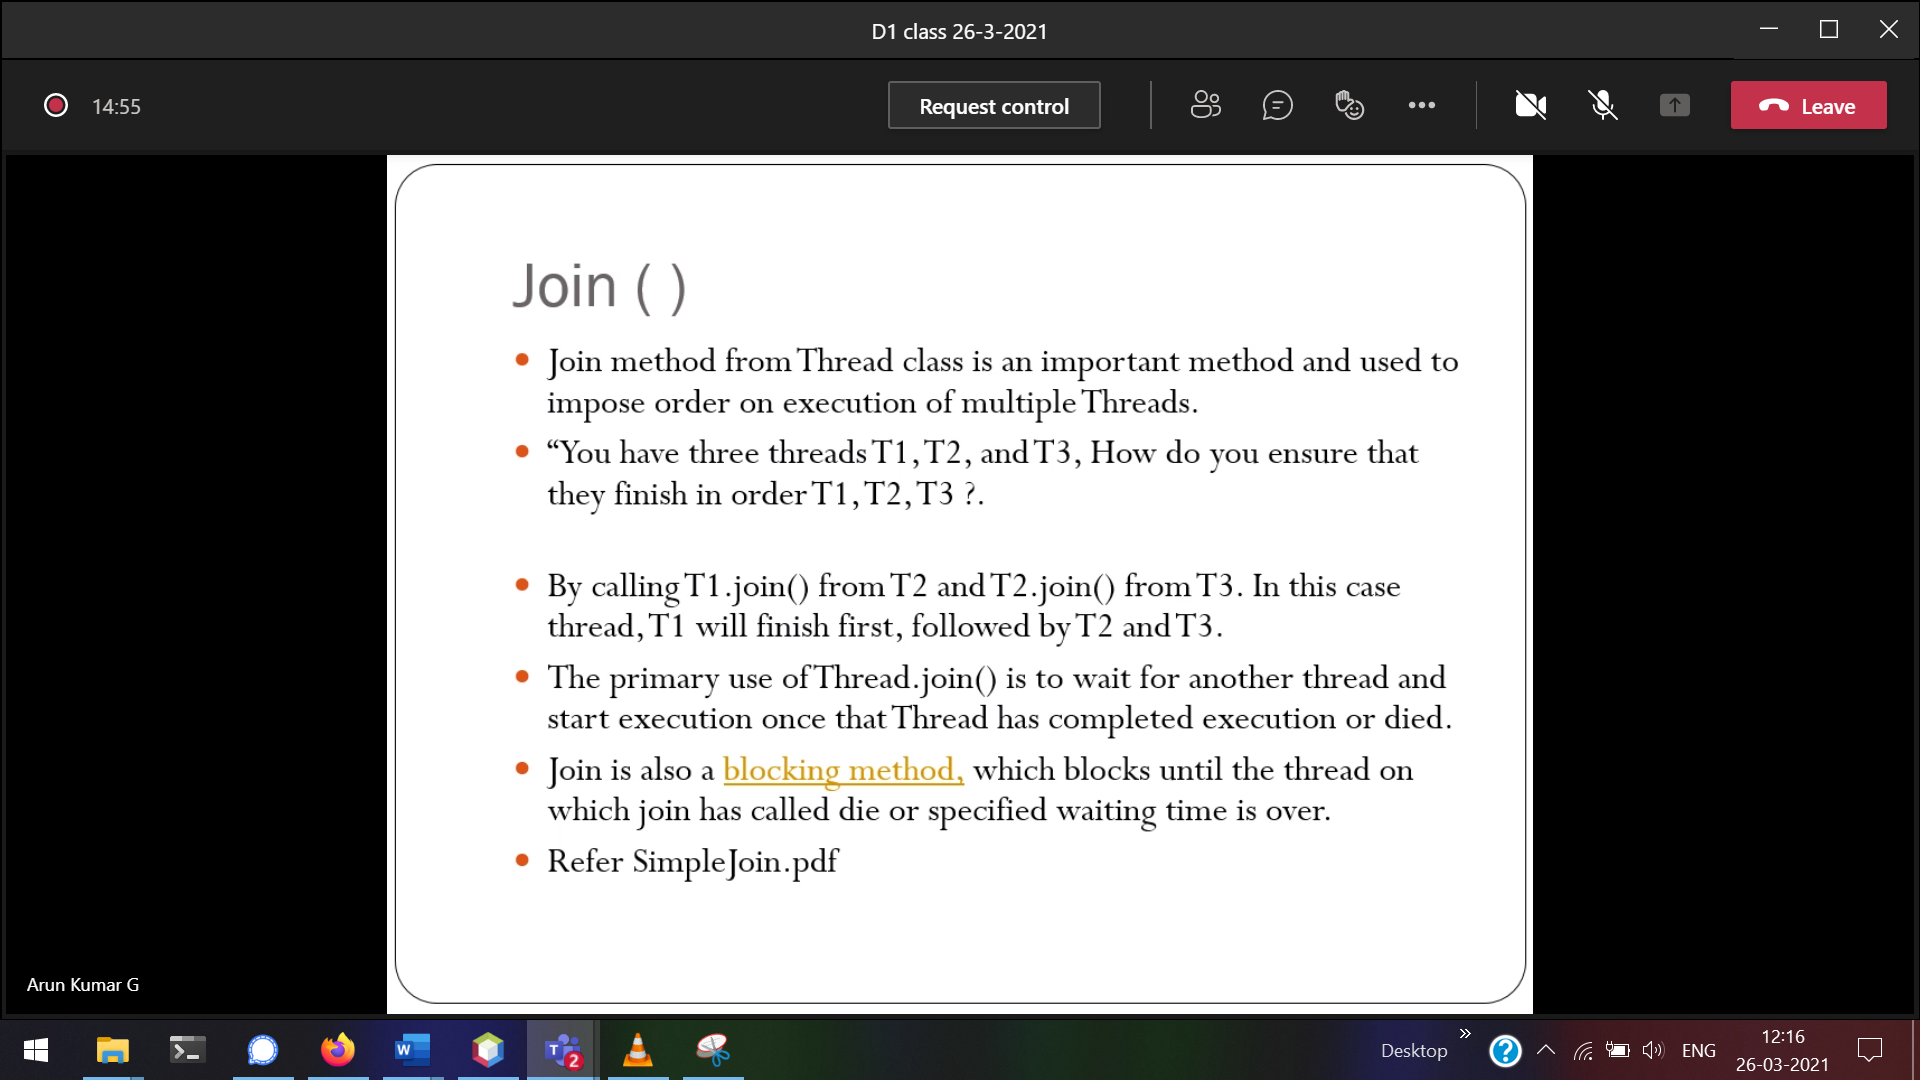 D1 class 26-3-2021
14:55
Request control
Leave
Join ( )
Join method from Thread class is an important method and used to
impose order on execution of multiple Threads.
“You have three threads T1, T2, and T3, How do you ensure that
they finish in order T1, T2, T3 ?.
By calling T1.join() from T2 and T2.join() from T3. In this case
thread, T1 will finish first, followed by T2 and T3.
The primary use of Thread.join() is to wait for another thread and
start execution once that Thread has completed execution or died.
Join is also a blocking method, which blocks until the thread on
which join has called die or specified waiting time is over.
Refer SimpleJoin.pdf
Arun Kumar G
W
T 2
Desktop
ENG
12:16
26-03-2021